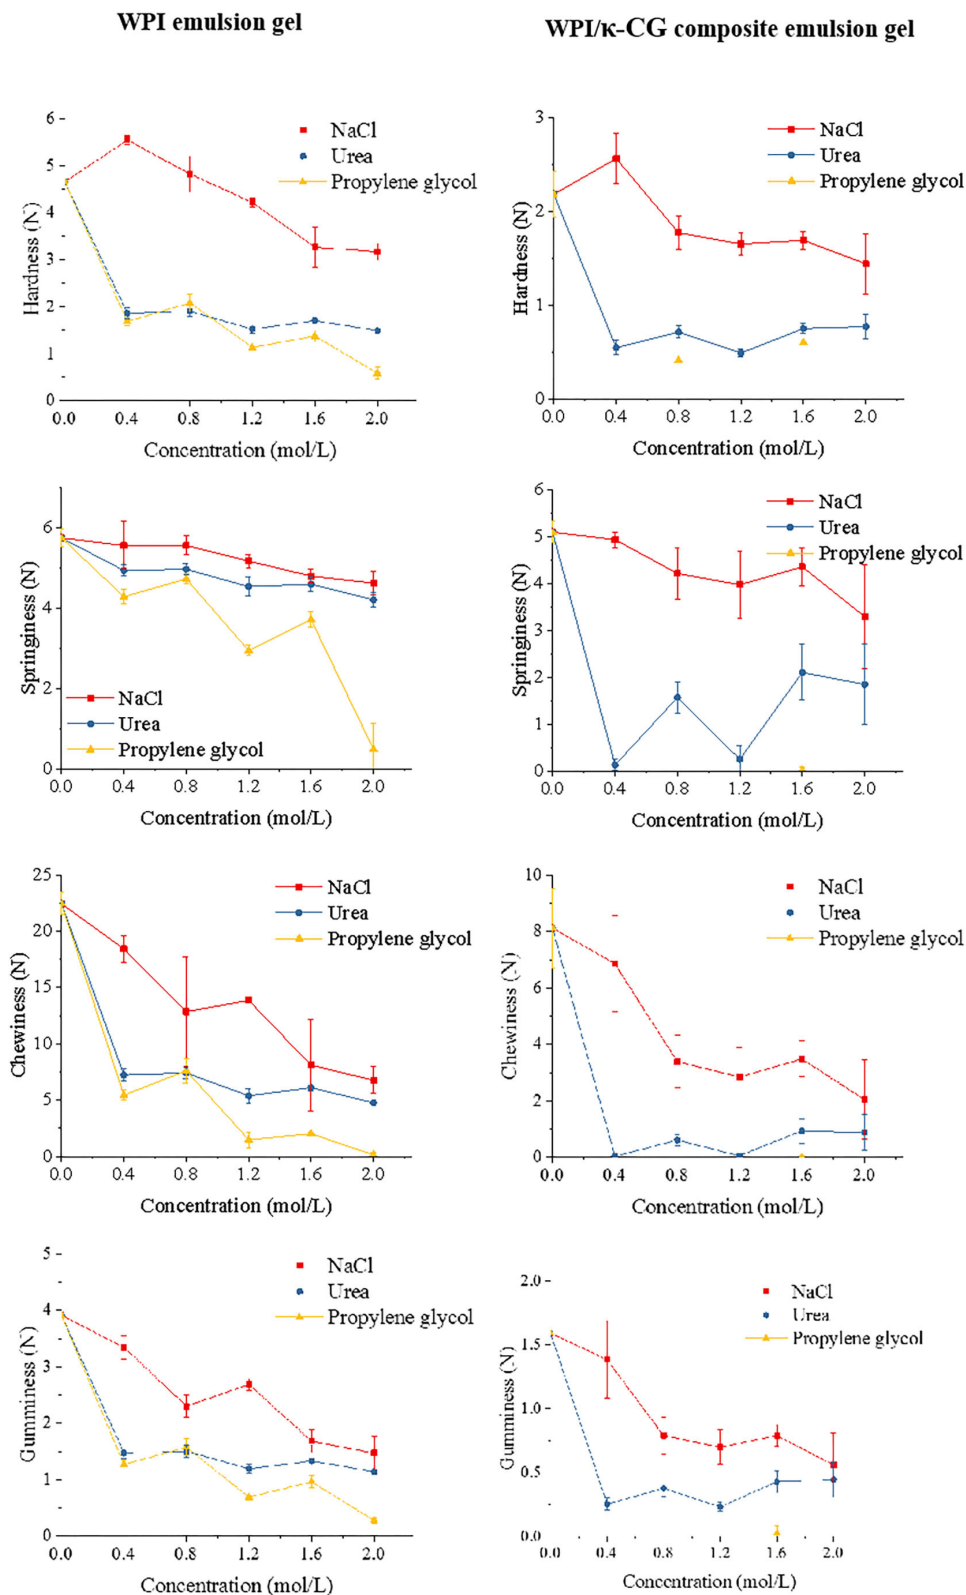 WPI emulsion gel
WPI/κ-CG composite emulsion gel
6
5
4
3
2
1
0
Hardness (N)
NaCl
Urea
Propylene glycol
0.0 0.4 0.8 1.2 1.6 2.0
Concentration (mol/L)
3
2
1
0
Hardness (N)
NaCl
Urea
Propylene glycol
0.0 0.4 0.8 1.2 1.6 2.0
Concentration (mol/L)
6
4
2
0
Springiness (N)
NaCl
Urea
Propylene glycol
0.0 0.4 0.8 1.2 1.6 2.0
Concentration (mol/L)
6
5
4
3
2
1
0
Springiness (N)
NaCl
Urea
Propylene glycol
0.0 0.4 0.8 1.2 1.6 2.0
Concentration (mol/L)
25
20
15
10
5
0
Chewiness (N)
NaCl
Urea
Propylene glycol
0.0 0.4 0.8 1.2 1.6 2.0
Concentration (mol/L)
10
8
6
4
2
0
Chewiness (N)
NaCl
Urea
Propylene glycol
0.0 0.4 0.8 1.2 1.6 2.0
Concentration (mol/L)
5
4
3
2
1
0
Gumminess (N)
NaCl
Urea
Propylene glycol
0.0 0.4 0.8 1.2 1.6 2.0
Concentration (mol/L)
2.0
1.5
1.0
0.5
0.0
Gumminess (N)
NaCl
Urea
Propylene glycol
0.0 0.4 0.8 1.2 1.6 2.0
Concentration (mol/L)